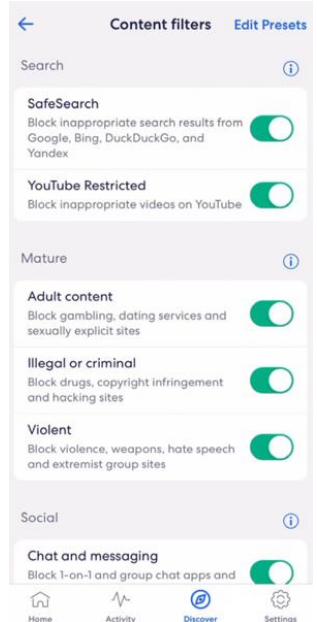 Content filters
Edit Presets
Search
SafeSearch
Block inappropriate search results from
Google, Bing, DuckDuckGo, and
Yandex
YouTube Restricted
Block inappropriate videos on YouTube
Mature
Adult content
Block gambling, dating services and
sexually explicit sites
Illegal or criminal
Block drugs, copyright infringement
and hacking sites
Violent
Block violence, weapons, hate speech
and extremist group sites
Social
Chat and messaging
Block 1-on-1 and group chat apps and
Home
Activity
Discover
Settings